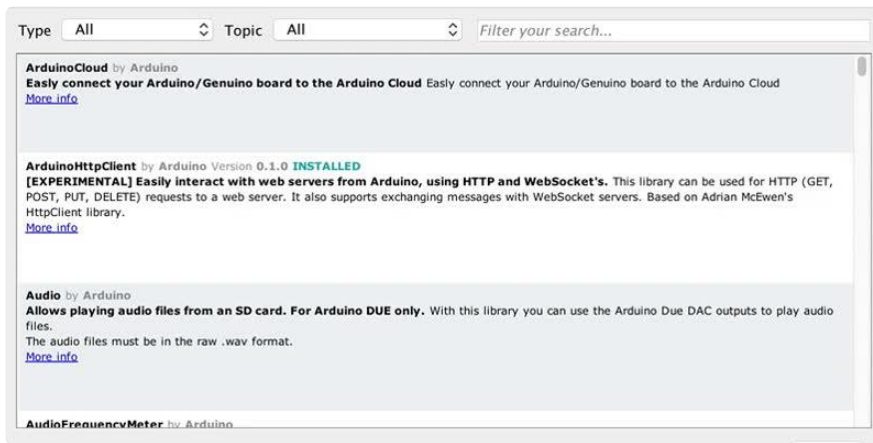 Type All Topic All Filter your search...
ArduinoCloud by Arduino
Easly connect your Arduino/Genuino board to the Arduino Cloud Easly connect your Arduino/Genuino board to the Arduino Cloud
More info
ArduinoHttpClient by Arduino Version 0.1.0 INSTALLED
[EXPERIMENTAL] Easily interact with web servers from Arduino, using HTTP and WebSocket's. This library can be used for HTTP (GET,
POST, PUT, DELETE) requests to a web server. It also supports exchanging messages with WebSocket servers. Based on Adrian McEwen's
HttpClient library.
More info
Audio by Arduino
Allows playing audio files from an SD card. For Arduino DUE only. With this library you can use the Arduino Due DAC outputs to play audio
files.
The audio files must be in the raw .wav format.
More info
AudioFrequencyMeter by Arduino